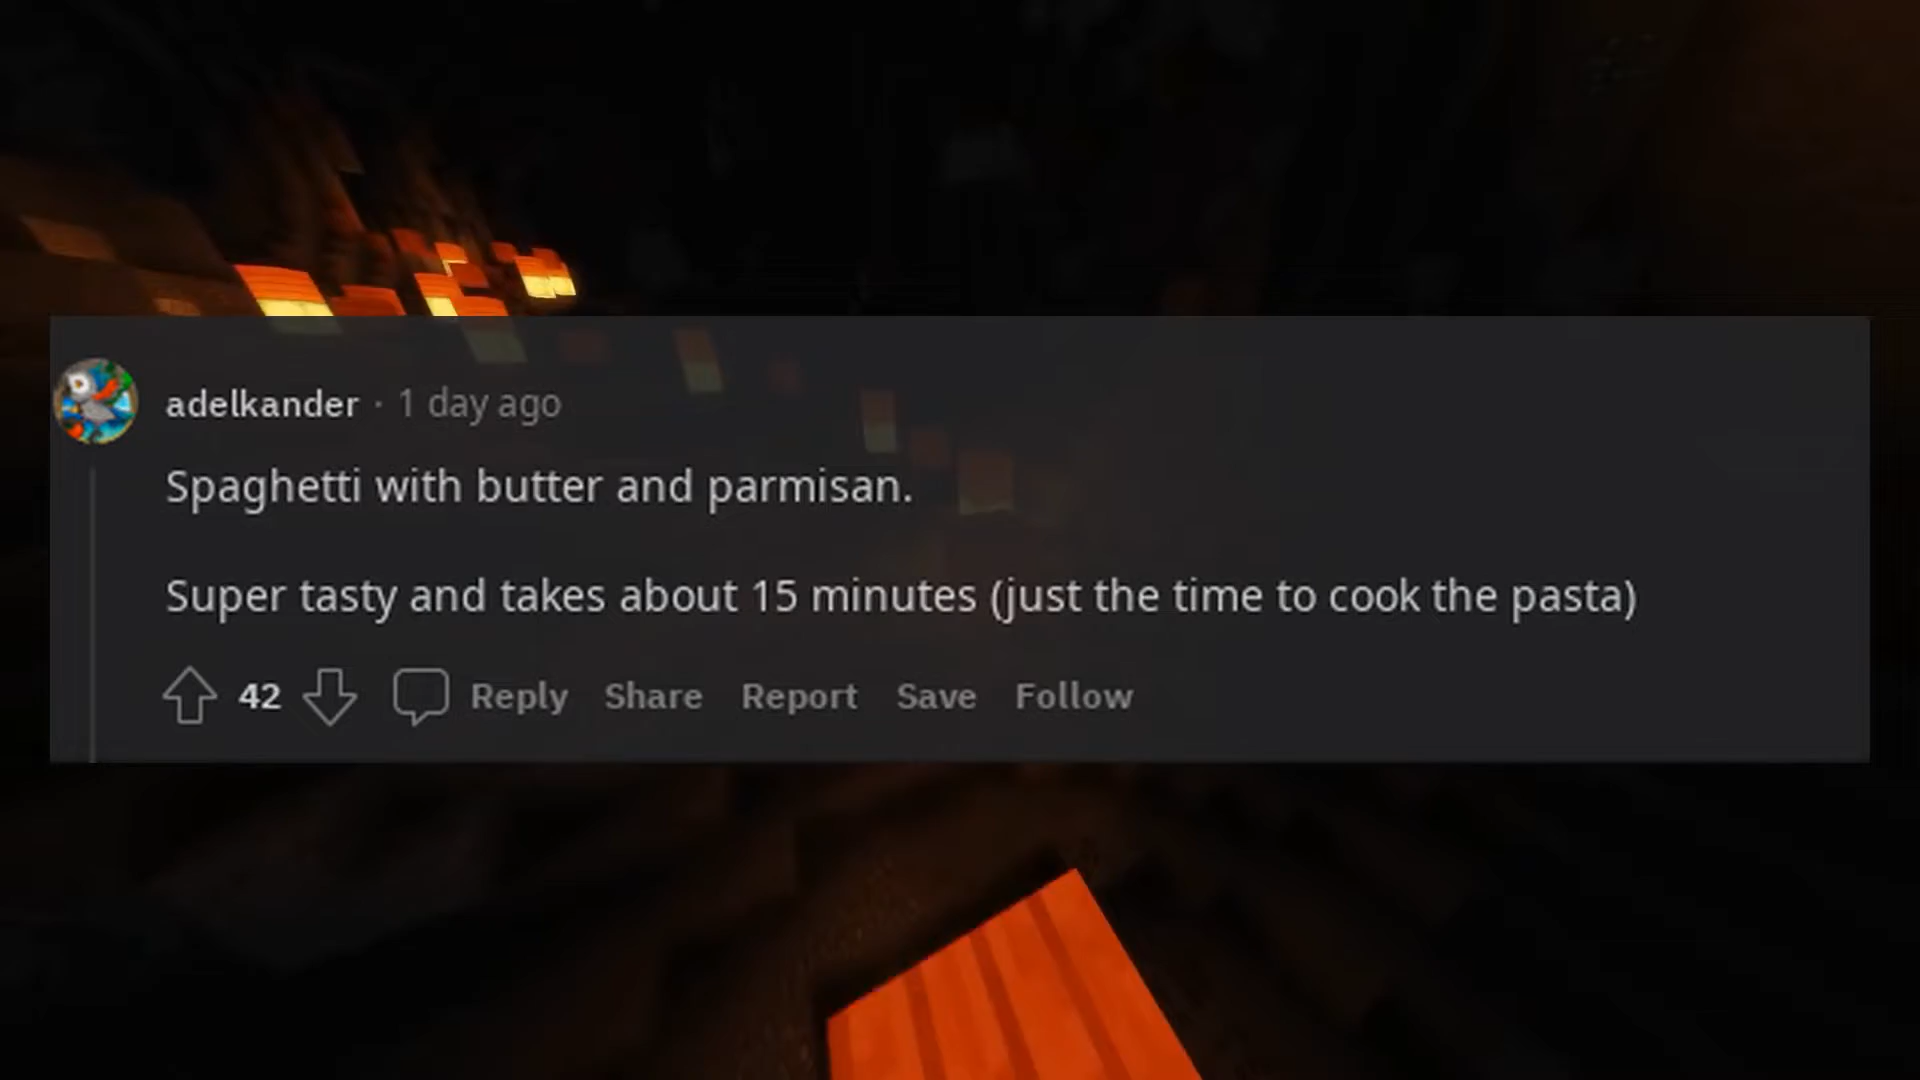 adelkander · 1 day ago
Spaghetti with butter and parmisan.
Super tasty and takes about 15 minutes (just the time to cook the pasta)
42 Reply Share Report Save Follow